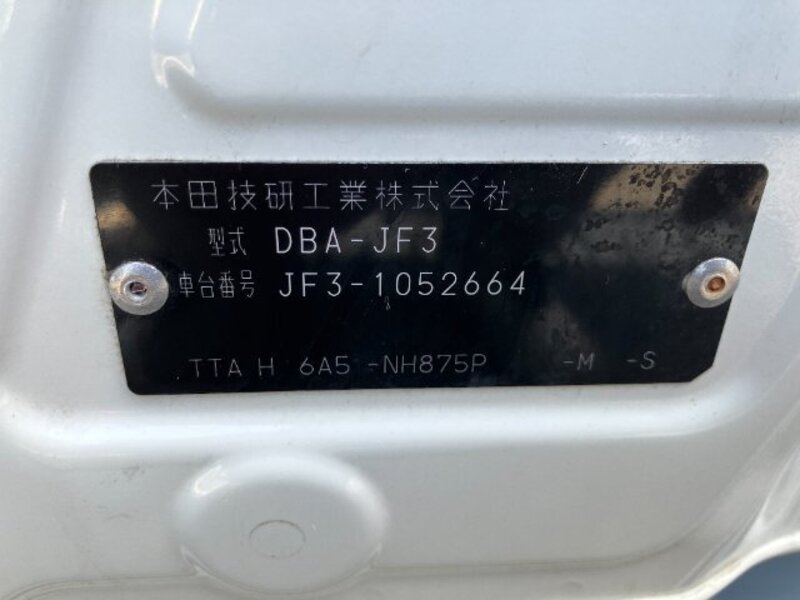 本田技研工業株式会社
型式 DBA-JF3
車台番号 JF3-1052664
TTA H 6A5 -NH875P -M -S